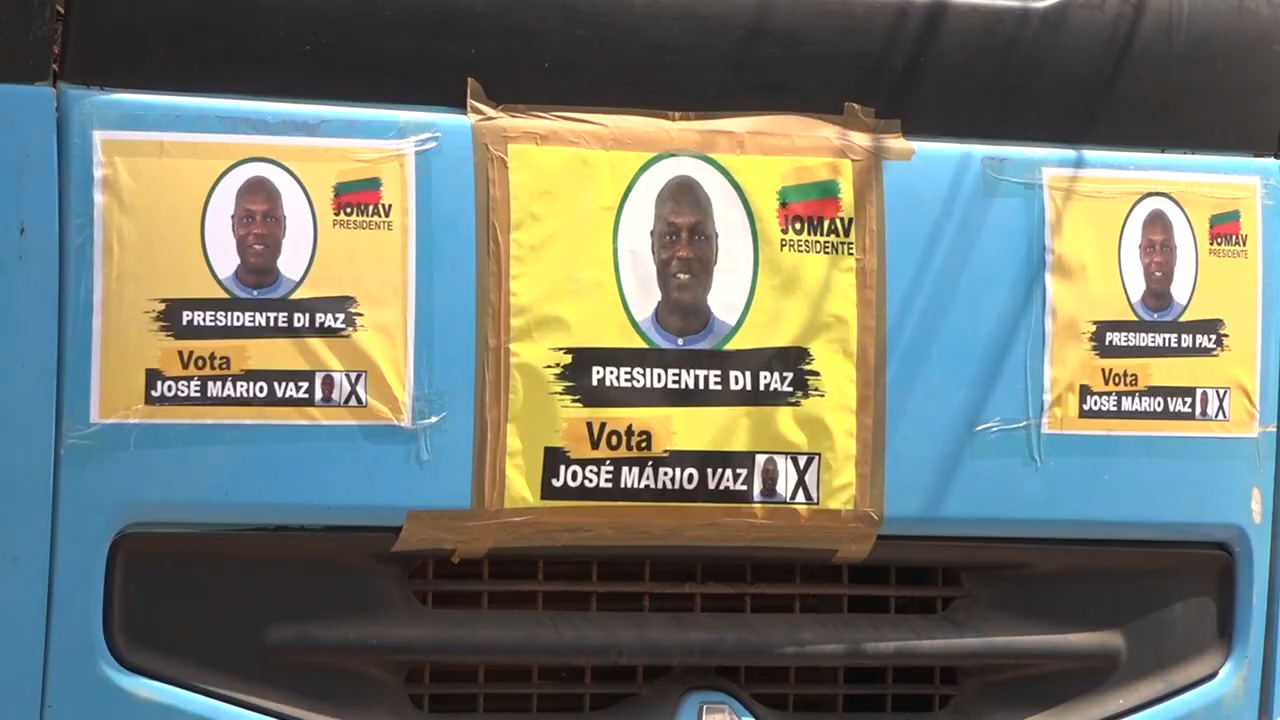 JOMAV
PRESIDENTE
PRESIDENTE DI PAZ
Vota
JOSÉ MÁRIO VAZ X
JOMAV
PRESIDENTE
PRESIDENTE DI PAZ
Vota
JOSÉ MÁRIO VAZ X
JOMAV
PRESIDENTE
PRESIDENTE DI PAZ
Vota
JOSÉ MÁRIO VAZ X